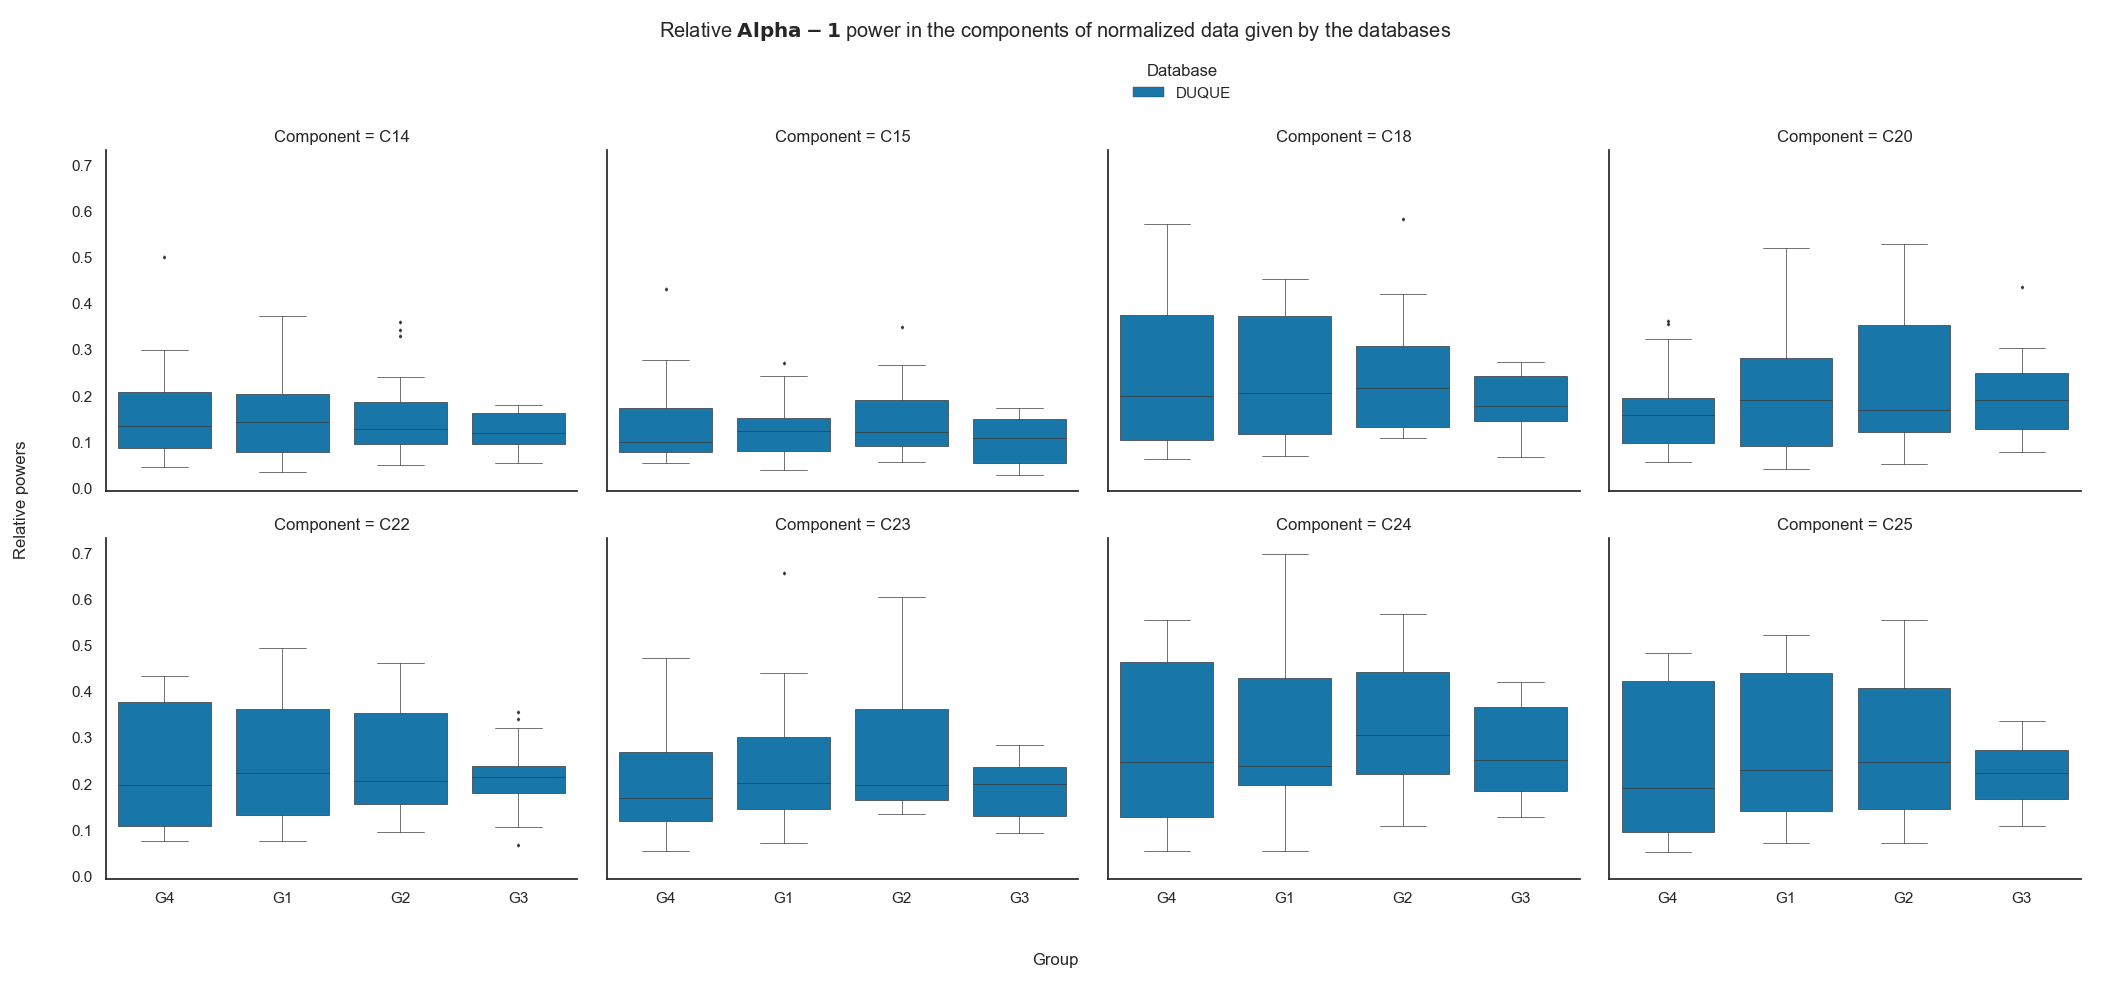 Relative Alpha − 1 power in the components of normalized data given by the databases
Database
DUQUE
Component = C14
Component = C15
Component = C18
Component = C20
0.7
0.6
0.5
0.4
0.3
0.2
0.1
0.0
Relative powers
Component = C22
Component = C23
Component = C24
Component = C25
0.7
0.6
0.5
0.4
0.3
0.2
0.1
0.0
G4 G1 G2 G3
G4 G1 G2 G3
G4 G1 G2 G3
G4 G1 G2 G3
Group